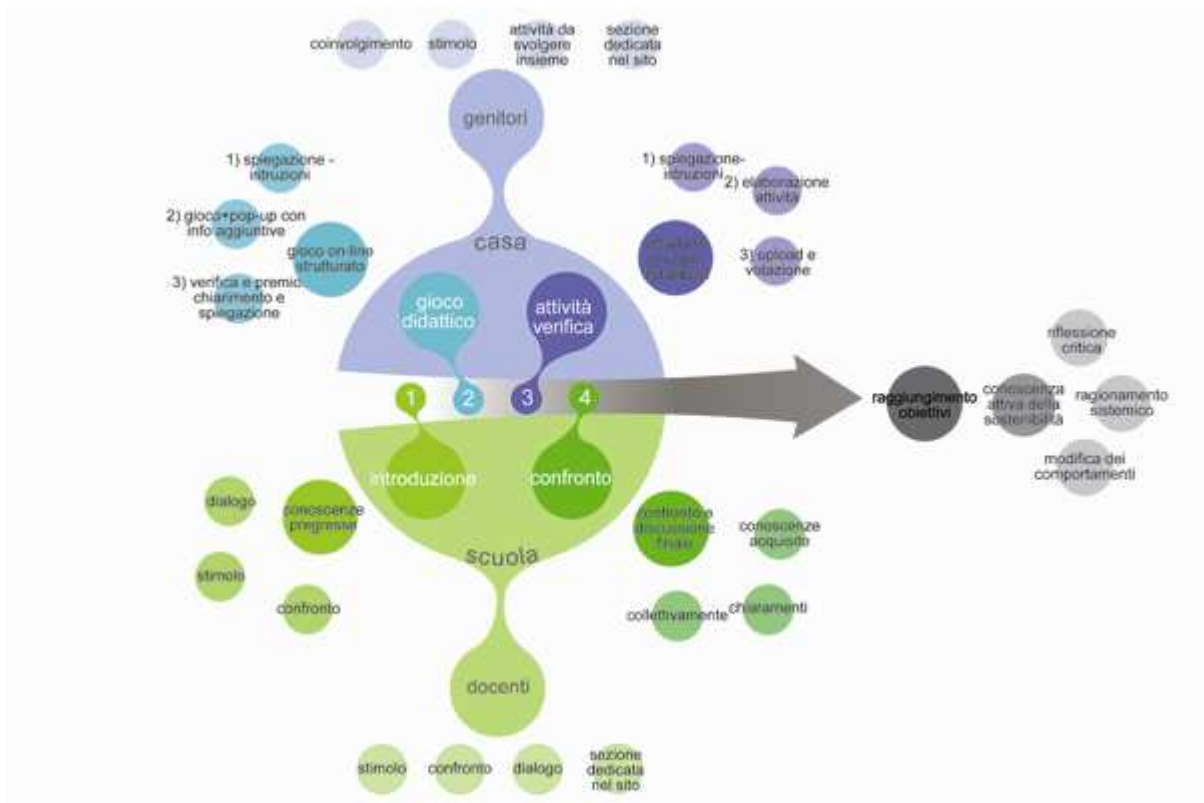 coinvolgimento
stimolo
attività da
svolgere
insieme
sezione
dedicata
nel sito
genitori
1) spiegazione -
istruzioni
2) gioco+pop-up con
info aggiuntive
3) verifica e premio.
chiarimento e
spiegazione
gioco on-line
strutturato
casa
1) spiegazione-
istruzioni
2) elaborazione
attività
3) upload e
votazione
gioco
didattico
attività
verifica
1
2
3
4
introduzione
confronto
raggiungimento
obiettivi
conoscenza
attiva della
sostenibilità
riflessione
critica
ragionamento
sistemico
modifica dei
comportamenti
dialogo
conoscenze
pregresse
stimolo
confronto
scuola
confronto e
discussione
finale
conoscenze
acquisite
collettivamente
chiaramenti
docenti
stimolo
confronto
dialogo
sezione
dedicata
nel sito